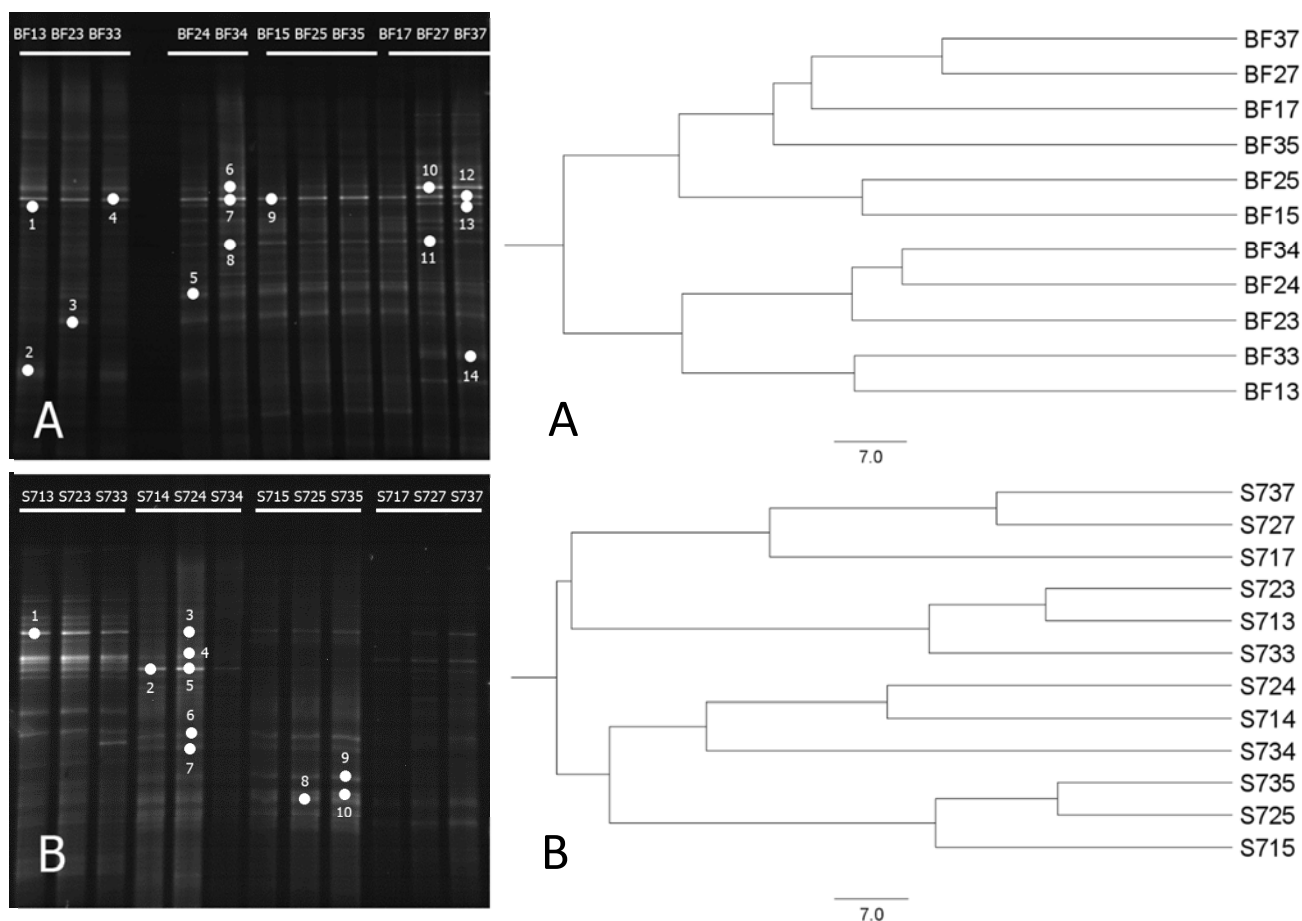 BF13 BF23 BF33 BF24 BF34 BF15 BF25 BF35 BF17 BF27 BF37
6 10 12
1 4 7 9 13
8 11
5
3
2
14
A
BF37
BF27
BF17
BF35
BF25
BF15
BF34
BF24
BF23
BF33
BF13
A
7.0
S713 S723 S733 S714 S724 S734 S715 S725 S735 S717 S727 S737
1 3
4
2 5
6
7 9
8
10
B
S737
S727
S717
S723
S713
S733
S724
S714
S734
S735
S725
S715
B
7.0